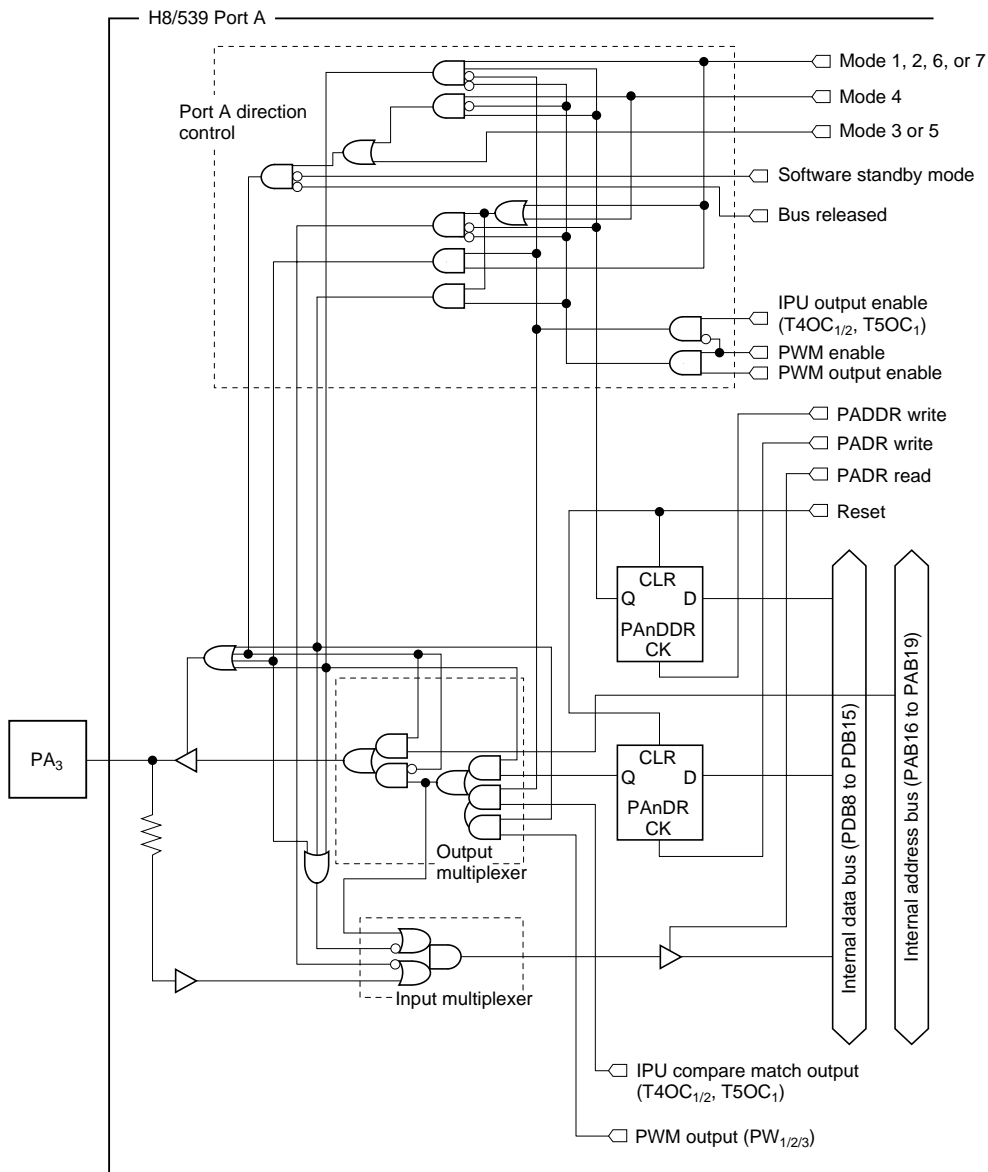 H8/539 Port A
Port A direction
control
Mode 1, 2, 6, or 7
Mode 4
Mode 3 or 5
Software standby mode
Bus released
IPU output enable
(T4OC1/2, T5OC1)
PWM enable
PWM output enable
PADDR write
PADR write
PADR read
Reset
CLR
Q D
PAnDDR
CK
CLR
Q D
PAnDR
CK
PA3
Output
multiplexer
Input multiplexer
Internal data bus (PDB8 to PDB15)
Internal address bus (PAB16 to PAB19)
IPU compare match output
(T4OC1/2, T5OC1)
PWM output (PW1/2/3)